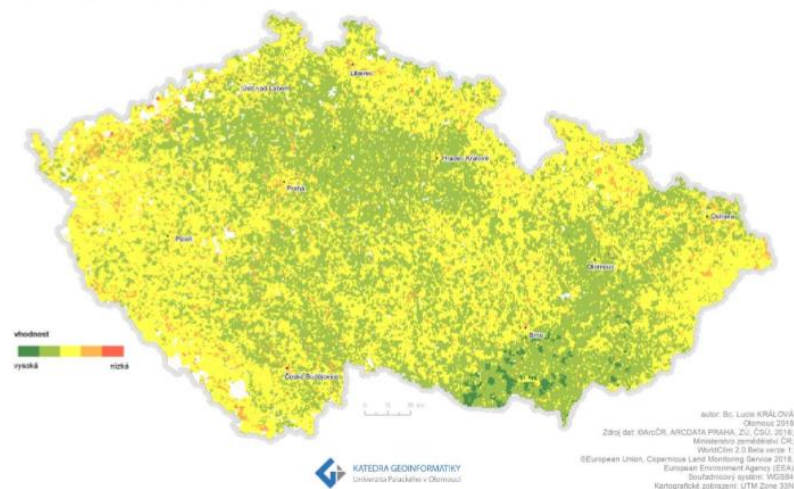 Liberec
Ústí nad Labem
Hradec Králové
Praha
Ostrava
Plzeň
Olomouc
Brno
České Budějovice
vhodnost
vysoká nízká
KATEDRA GEOINFORMATIKY
Univerzita Palackého v Olomouci
autor: Bc. Lucie KRÁLOVÁ
Olomouc 2018
Zdroj dat: ©ArcČR, ARCDATA PRAHA, ZÚ, ČSÚ, 2016;
Ministerstvo zemědělství ČR;
WorldClim 2.0 Beta verze 1;
©European Union, Copernicus Land Monitoring Service 2018,
European Environment Agency (EEA)
Souřadnicový systém: WGS84
Kartografické zobrazení: UTM Zone 33N